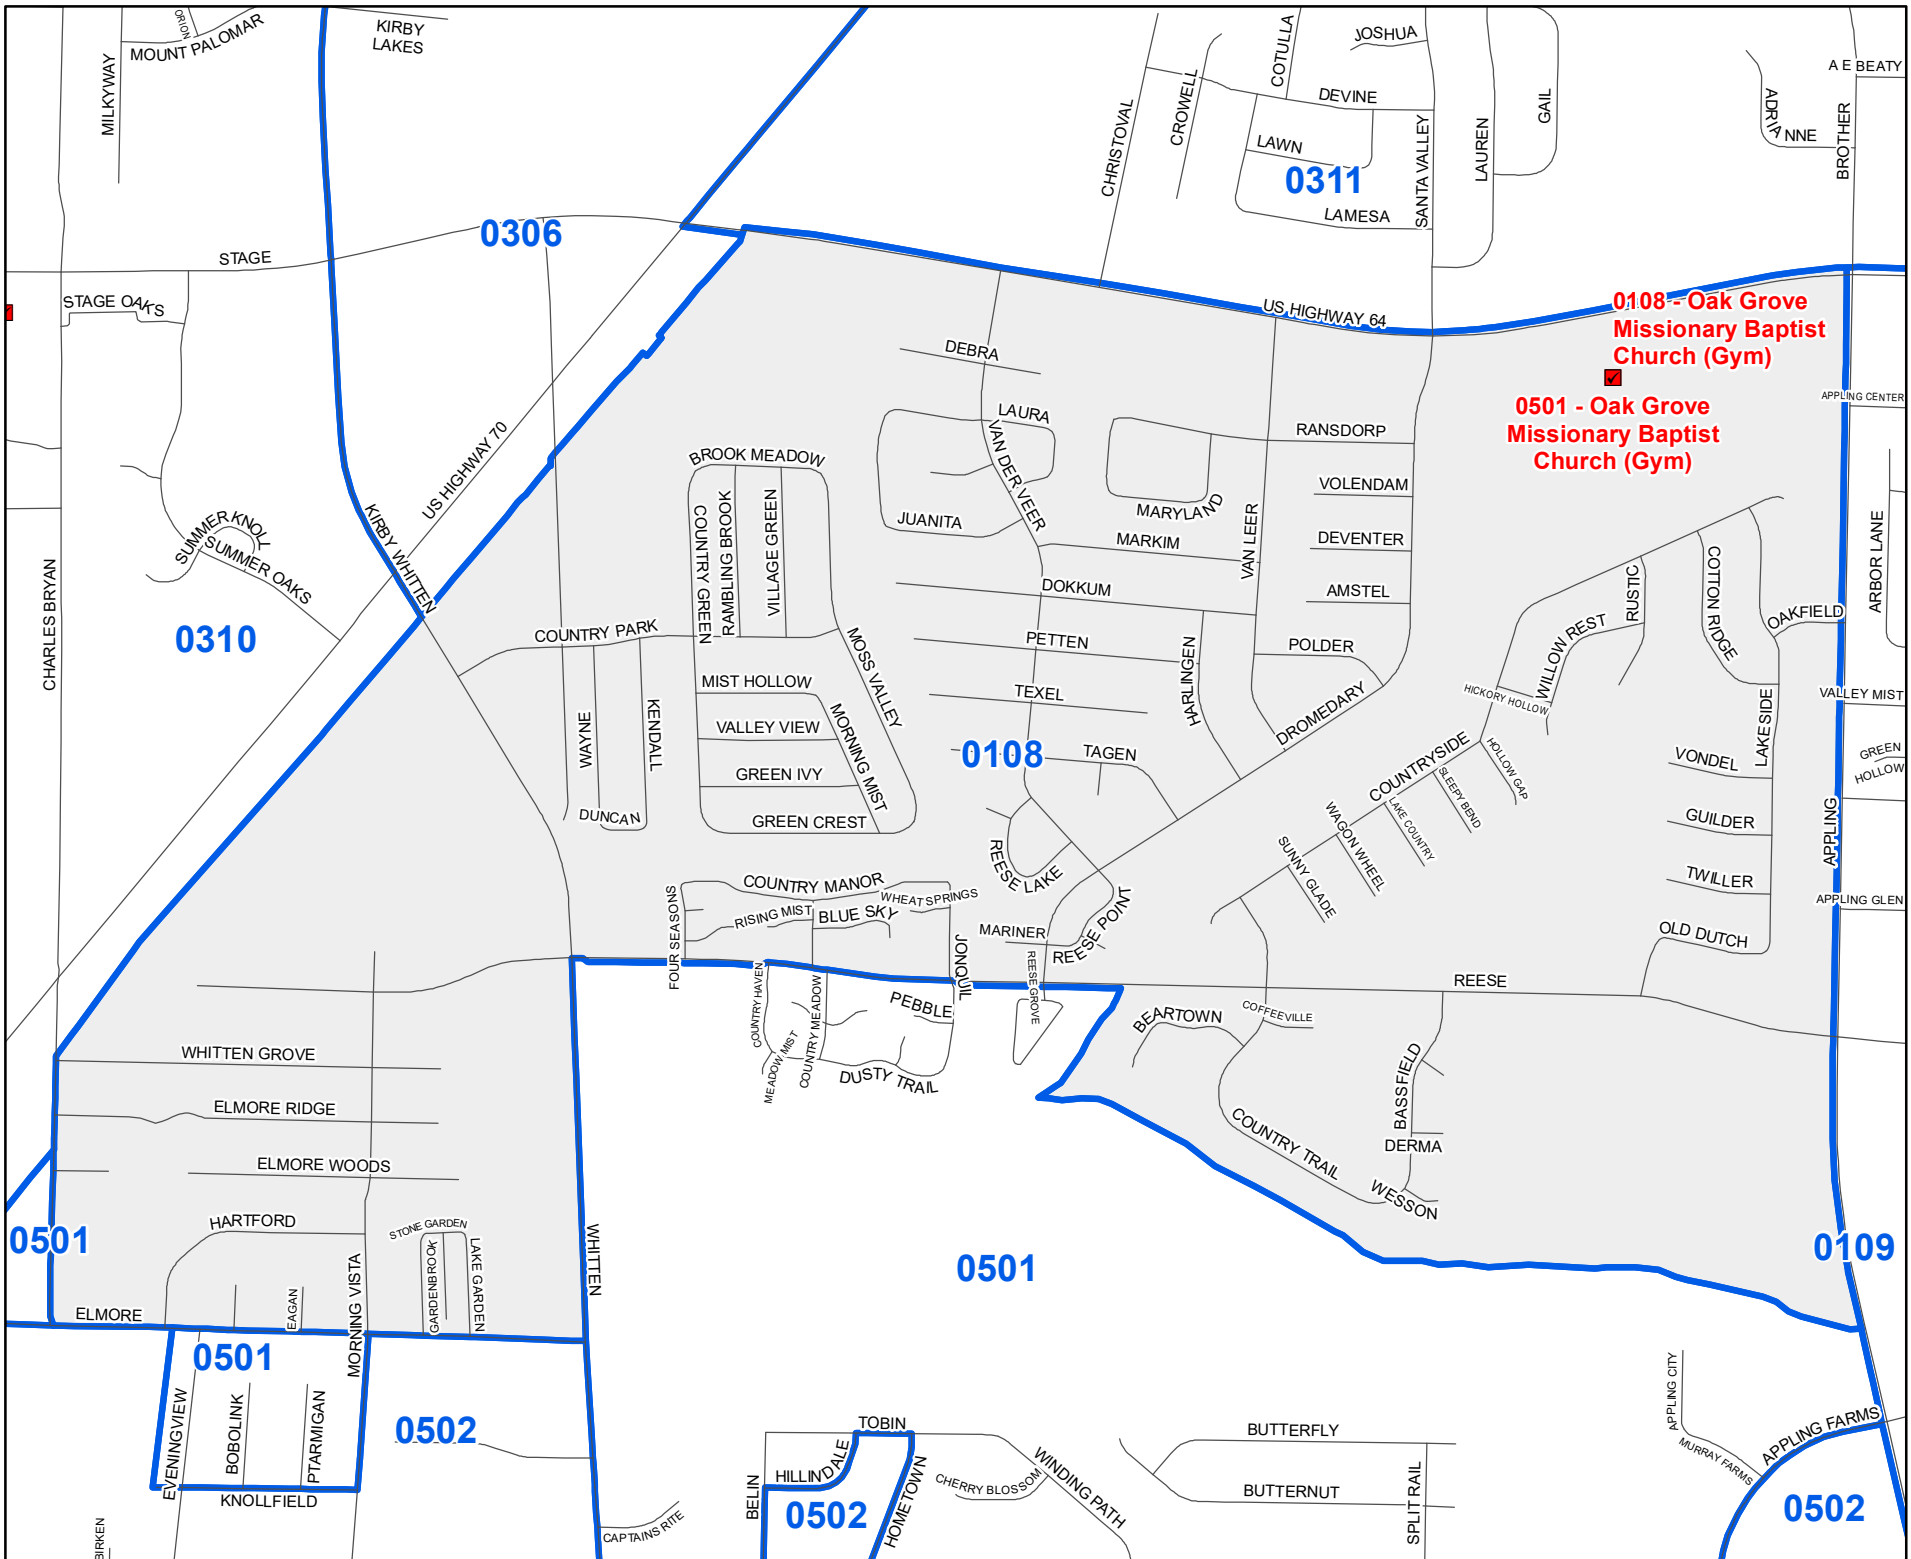 ORION
MOUNT PALOMAR
KIRBY
LAKES
MILKYWAY
COTULLA
JOSHUA
A E BEATY
CROWELL
DEVINE
GAIL
ADRIANNE
CHRISTOVAL
LAWN
SANTA VALLEY
LAUREN
BROTHER
0311
LAMESA
0306
STAGE
STAGE OAKS
US HIGHWAY 64
0108 - Oak Grove
Missionary Baptist
Church (Gym)
DEBRA
APPLING CENTER
0501 - Oak Grove
Missionary Baptist
Church (Gym)
LAURA
RANSDORP
US HIGHWAY 70
BROOK MEADOW
VAN DER VEER
VOLENDAM
MARYLAND
COUNTRY GREEN
RAMBLING BROOK
VILLAGE GREEN
JUANITA
MARKIM
VAN LEER
DEVENTER
SUMMER KNOLL
SUMMER OAKS
KIRBY WHITTEN
CHARLES BRYAN
DOKKUM
AMSTEL
RUSTIC
COTTON RIDGE
ARBOR LANE
OAKFIELD
0310
COUNTRY PARK
MOSS VALLEY
PETTEN
HARLINGEN
POLDER
WILLOW REST
MIST HOLLOW
TEXEL
HICKORY HOLLOW
VALLEY MIST
WAYNE
KENDALL
VALLEY VIEW
MORNING MIST
DROMEDARY
LAKESIDE
0108
TAGEN
COUNTRYSIDE
HOLLOW GAP
VONDEL
GREEN
HOLLOW
GREEN IVY
SLEEPY BEND
DUNCAN
GREEN CREST
LAKE COUNTRY
WAGON WHEEL
GUILDER
APPLING
REESE LAKE
SUNNY GLADE
COUNTRY MANOR
WHEAT SPRINGS
TWILLER
APPLING GLEN
FOUR SEASONS
RISING MIST
BLUE SKY
REESE POINT
MARINER
OLD DUTCH
JONQUIL
REESE GROVE
REESE
COUNTRY HAVEN
COUNTRY MEADOW
PEBBLE
BEARTOWN
COFFEEVILLE
MEADOW MIST
WHITTEN GROVE
DUSTY TRAIL
BASSFIELD
ELMORE RIDGE
COUNTRY TRAIL
DERMA
ELMORE WOODS
WESSON
HARTFORD
STONE GARDEN
0501
GARDENBROOK
LAKE GARDEN
WHITTEN
0501
0109
MORNING VISTA
EAGAN
ELMORE
0501
EVENINGVIEW
BOBOLINK
PTARMIGAN
0502
APPLING CITY
APPLING FARMS
MURRAY FARMS
TOBIN
BUTTERFLY
HILLINDALE
BELIN
HOMETOWN
CHERRY BLOSSOM
WINDING PATH
BUTTERNUT
SPLIT RAIL
KNOLLFIELD
0502
0502
BIRKEN
CAPTAINS RITE